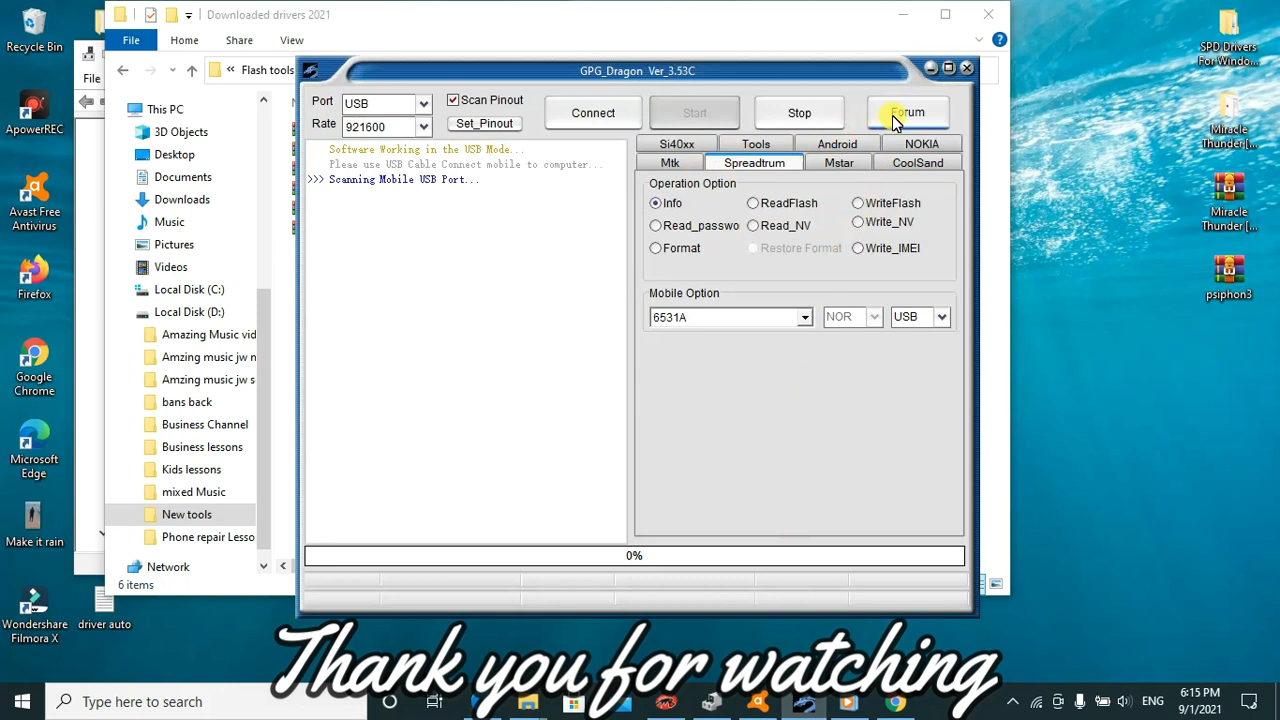 Recycle Bin
ApowerREC
Avast Free
Antivirus
Firefox
Google
Chrome
Microsoft
Edge
Make it rain
Wondershare
Filmora X
driver auto
File
Downloaded drivers 2021
File Home Share View
Flash tools
This PC
3D Objects
Desktop
Documents
Downloads
Music
Pictures
Videos
Local Disk (C:)
Local Disk (D:)
Amazing Music vid
Amzing music jw n
Amzing music jw s
bans back
Business Channel
Business lessons
Kids lessons
mixed Music
New tools
Phone repair Lesso
Network
6 items
GPG_Dragon Ver_3.53C
Port USB Scan Pinout Connect Start Stop Forum
Rate 921600 Set_Pinout
Software Working in the USB Mode...
Pleae use USB Cable Connect mobile to computer...
>>> Scanning Mobile USB Port...
Si40xx Tools Android NOKIA
Mtk Spreadtrum Mstar CoolSand
Operation Option
Info ReadFlash WriteFlash
Read_passwo Read_NV Write_NV
Format Restore Format Write_IMEI
Mobile Option
6531A NOR USB
0%
SPD Drivers
For Windo...
Miracle
Thunder [...
Miracle
Thunder [...
psiphon3
Thank you for watching
Type here to search
ENG
6:15 PM
9/1/2021